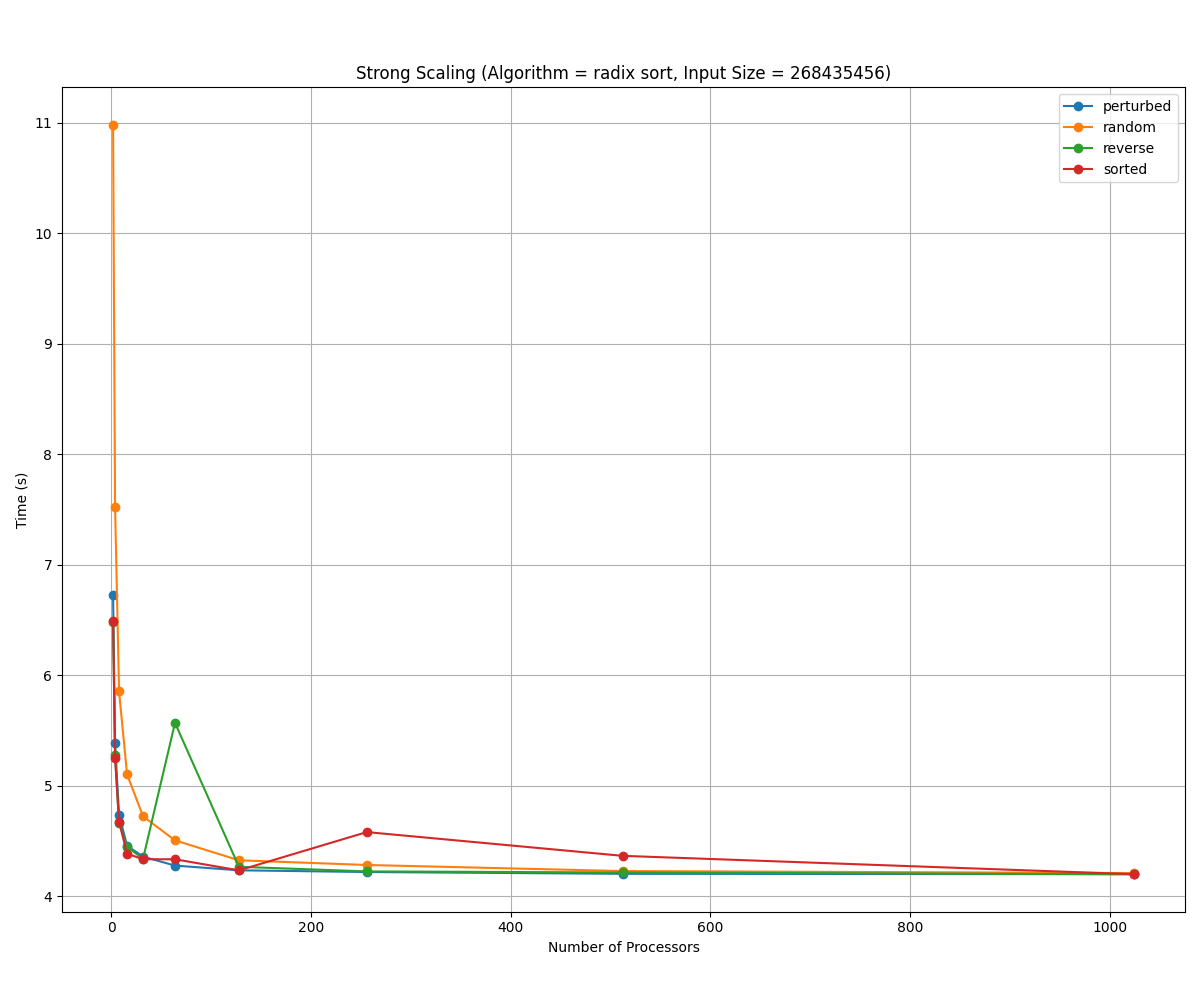 Strong Scaling (Algorithm = radix sort, Input Size = 268435456)
perturbed
random
reverse
sorted
11
10
9
8
7
6
5
4
Time (s)
0 200 400 600 800 1000
Number of Processors